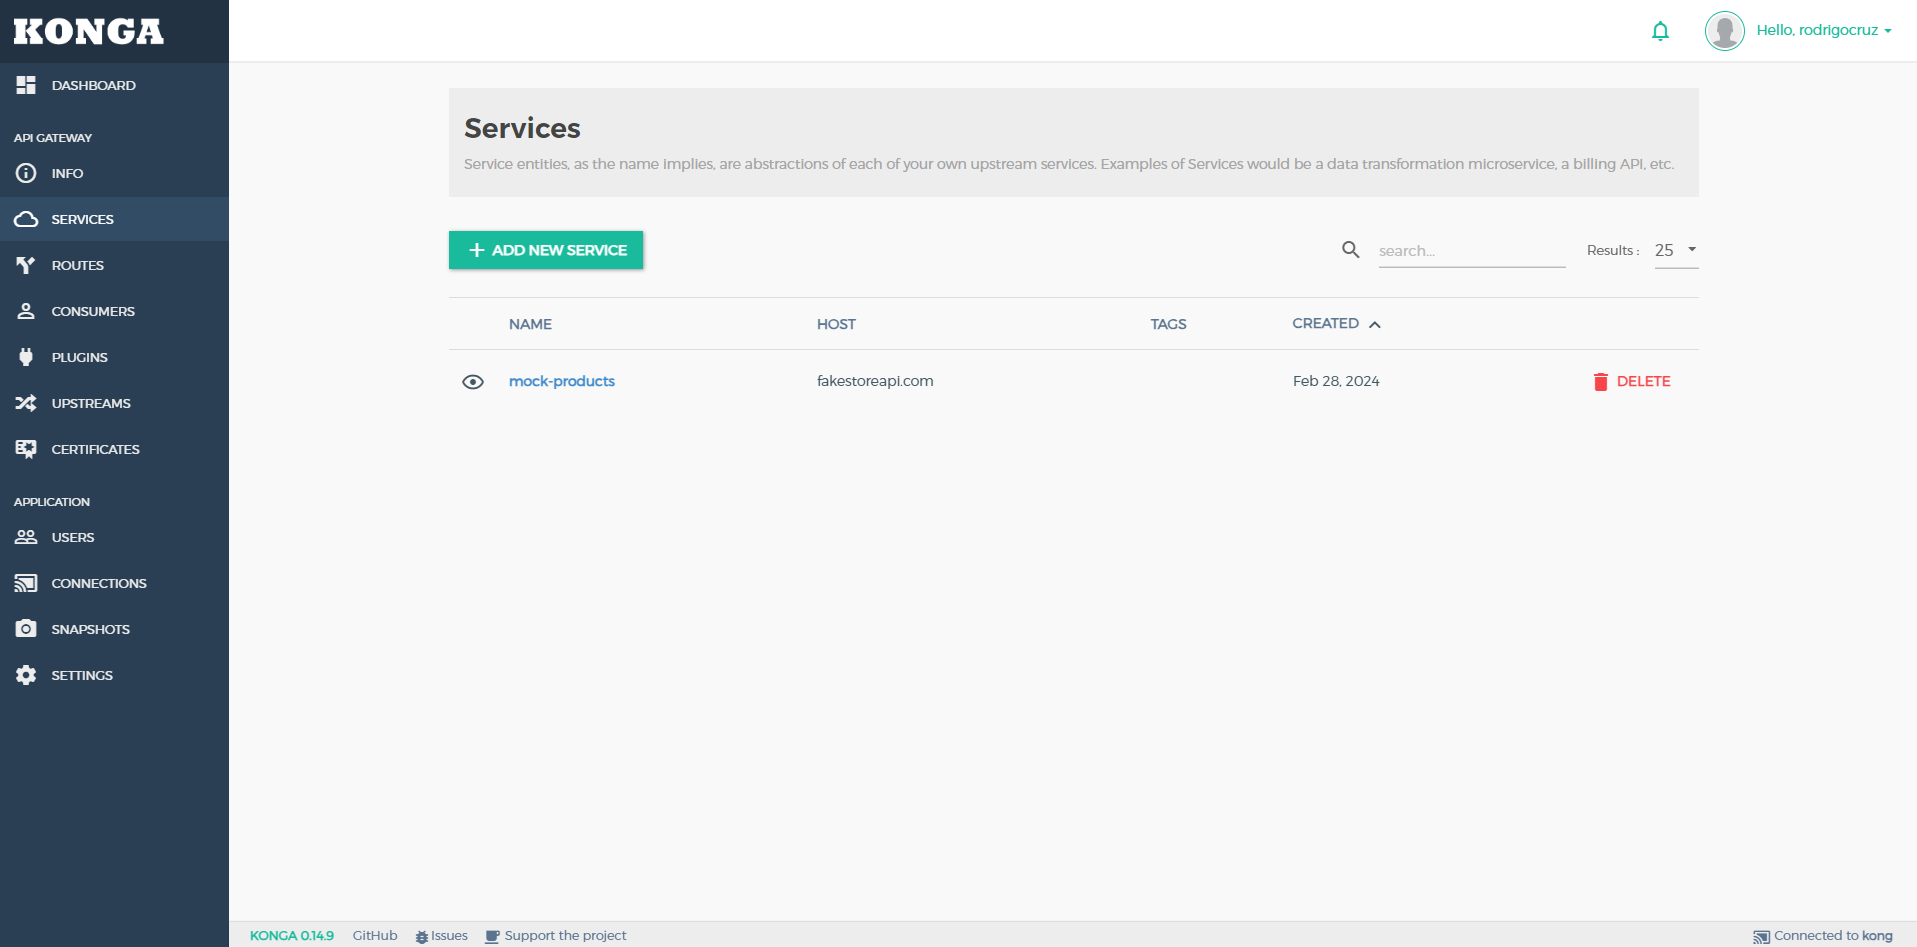 KONGA
Hello, rodrigocruz
DASHBOARD
API GATEWAY
INFO
SERVICES
ROUTES
CONSUMERS
PLUGINS
UPSTREAMS
CERTIFICATES
APPLICATION
USERS
CONNECTIONS
SNAPSHOTS
SETTINGS
Services
Service entities, as the name implies, are abstractions of each of your own upstream services. Examples of Services would be a data transformation microservice, a billing API, etc.
ADD NEW SERVICE
search...
Results : 25
NAME HOST TAGS CREATED
mock-products fakestoreapi.com Feb 28, 2024 DELETE
KONGA 0.14.9 GitHub Issues Support the project Connected to kong